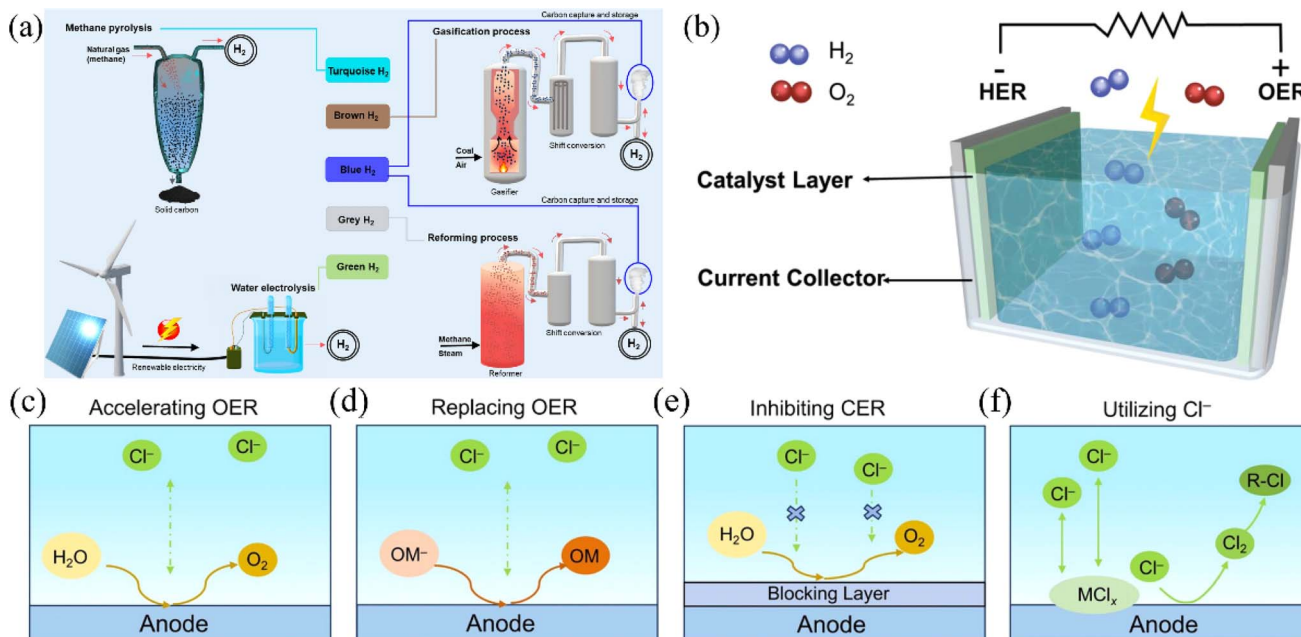 (a)
Methane pyrolysis
Natural gas
(methane)
H₂
Solid carbon
Turquoise H₂
Brown H₂
Blue H₂
Grey H₂
Green H₂
Carbon capture and storage
Gasification process
Coal
Air
Gasifier
Shift conversion
H₂
Carbon capture and storage
Reforming process
Methane
Steam
Reformer
Shift conversion
H₂
Water electrolysis
Renewable electricity
H₂
(b)
H₂
O₂
-
HER
+
OER
Catalyst Layer
Current Collector
(c)
Accelerating OER
Cl⁻
Cl⁻
H₂O
O₂
Anode
(d)
Replacing OER
Cl⁻
Cl⁻
OM⁻
OM
Anode
(e)
Inhibiting CER
Cl⁻
Cl⁻
H₂O
O₂
Blocking Layer
Anode
(f)
Utilizing Cl⁻
Cl⁻
Cl⁻
R-Cl
Cl₂
Cl⁻
MClₓ
Anode